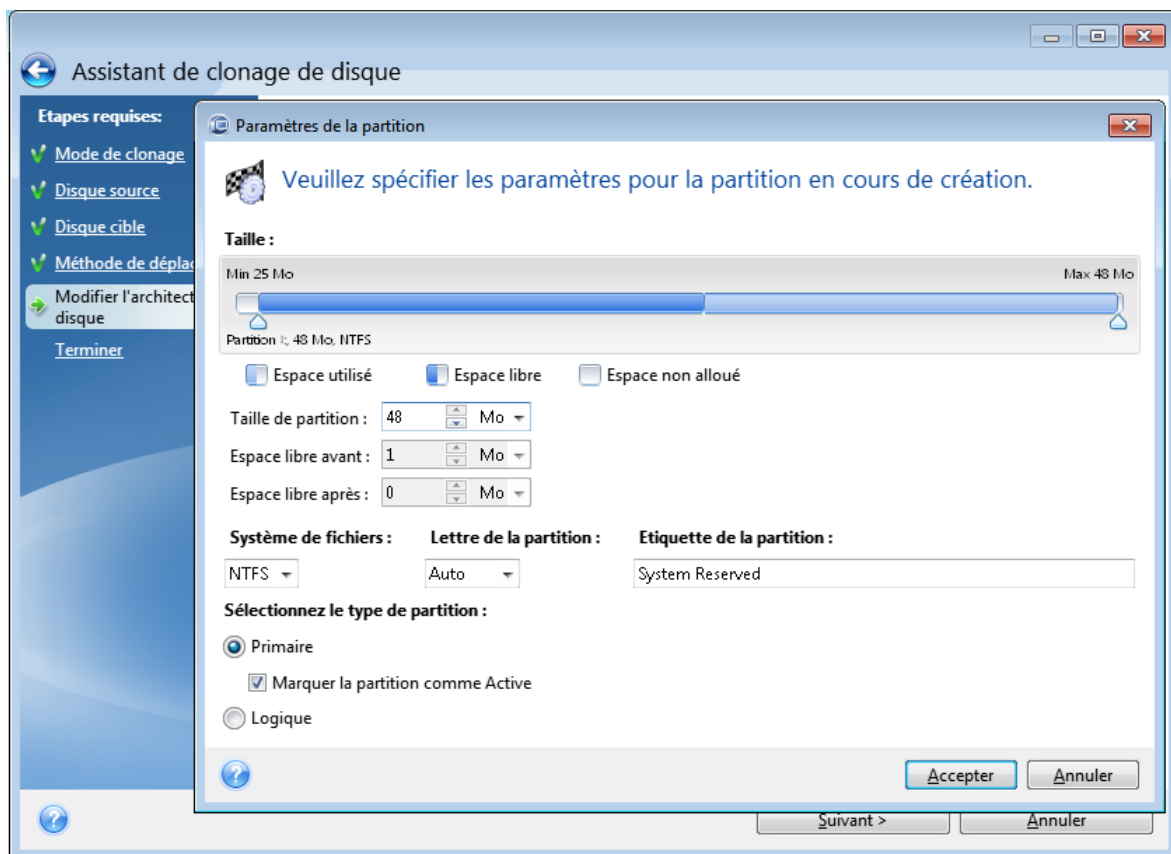 Assistant de clonage de disque
Etapes requises:
Mode de clonage
Disque source
Disque cible
Méthode de déplac
Modifier l'architect
disque
Terminer
Paramètres de la partition
Veuillez spécifier les paramètres pour la partition en cours de création.
Taille :
Min 25 Mo
Max 48 Mo
Partition :, 48 Mo, NTFS
Espace utilisé
Espace libre
Espace non alloué
Taille de partition : 48 Mo
Espace libre avant : 1 Mo
Espace libre après : 0 Mo
Système de fichiers : Lettre de la partition : Etiquette de la partition :
NTFS Auto System Reserved
Sélectionnez le type de partition :
Primaire
Marquer la partition comme Active
Logique
Accepter
Annuler
Suivant >
Annuler